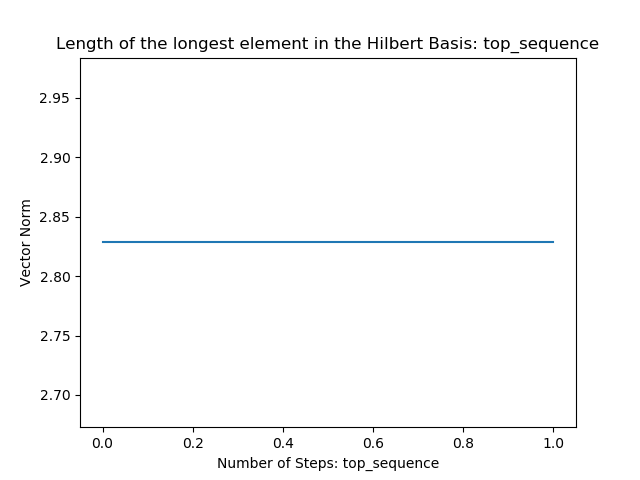 Length of the longest element in the Hilbert Basis: top_sequence
2.95
2.90
2.85
2.80
2.75
2.70
Vector Norm
0.0 0.2 0.4 0.6 0.8 1.0
Number of Steps: top_sequence